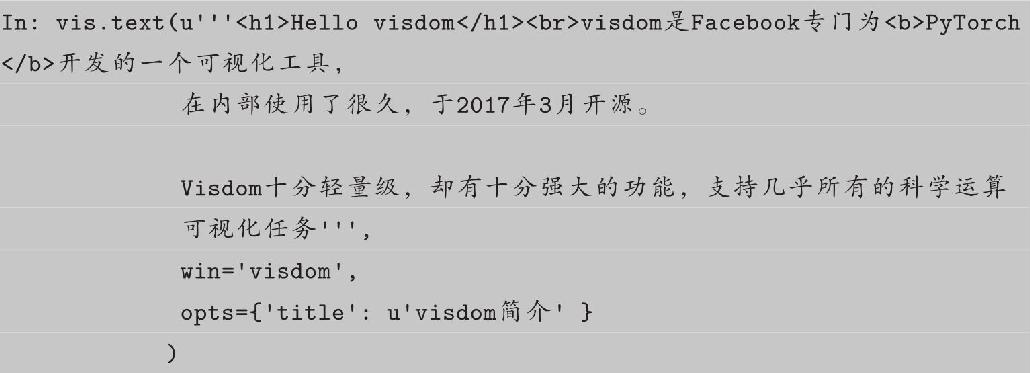 In: vis.text(u'''<h1>Hello visdom</h1><br>visdom是Facebook专门为<b>PyTorch
</b>开发的一个可视化工具，
在内部使用了很久，于2017年3月开源。
Visdom十分轻量级，却有十分强大的功能，支持几乎所有的科学运算
可视化任务''',
win='visdom',
opts={'title': u'visdom简介' }
)